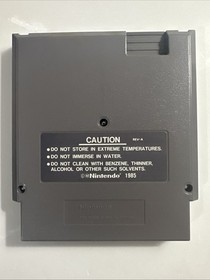 CAUTION
REV-A
● DO NOT STORE IN EXTREME TEMPERATURES.
● DO NOT IMMERSE IN WATER.
● DO NOT CLEAN WITH BENZENE, THINNER,
ALCOHOL OR OTHER SUCH SOLVENTS.
©®Nintendo® 1985